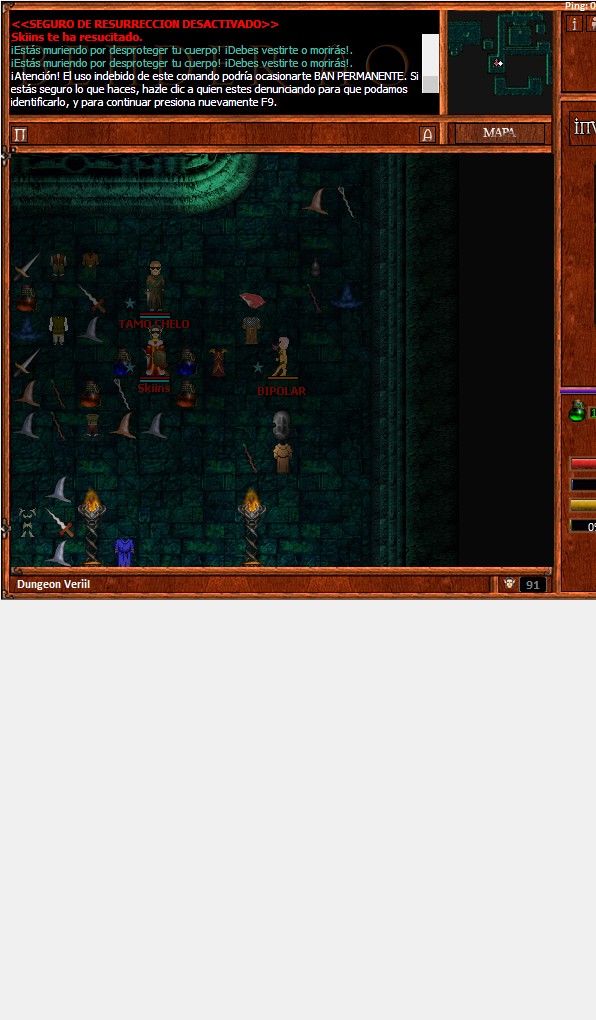 Ping: 0
<<SEGURO DE RESURRECCION DESACTIVADO>>
Skiins te ha resucitado.
¡Estás muriendo por desproteger tu cuerpo! ¡Debes vestirte o morirás!.
¡Estás muriendo por desproteger tu cuerpo! ¡Debes vestirte o morirás!.
¡Atención! El uso indebido de este comando podría ocasionarte BAN PERMANENTE. Si
estás seguro lo que haces, hazle clic a quien estes denunciando para que podamos
identificarlo, y para continuar presiona nuevamente F9.
MAPA
TAMO CHELO
Skiins
BIPOLAR
0%
Dungeon Veriil
91